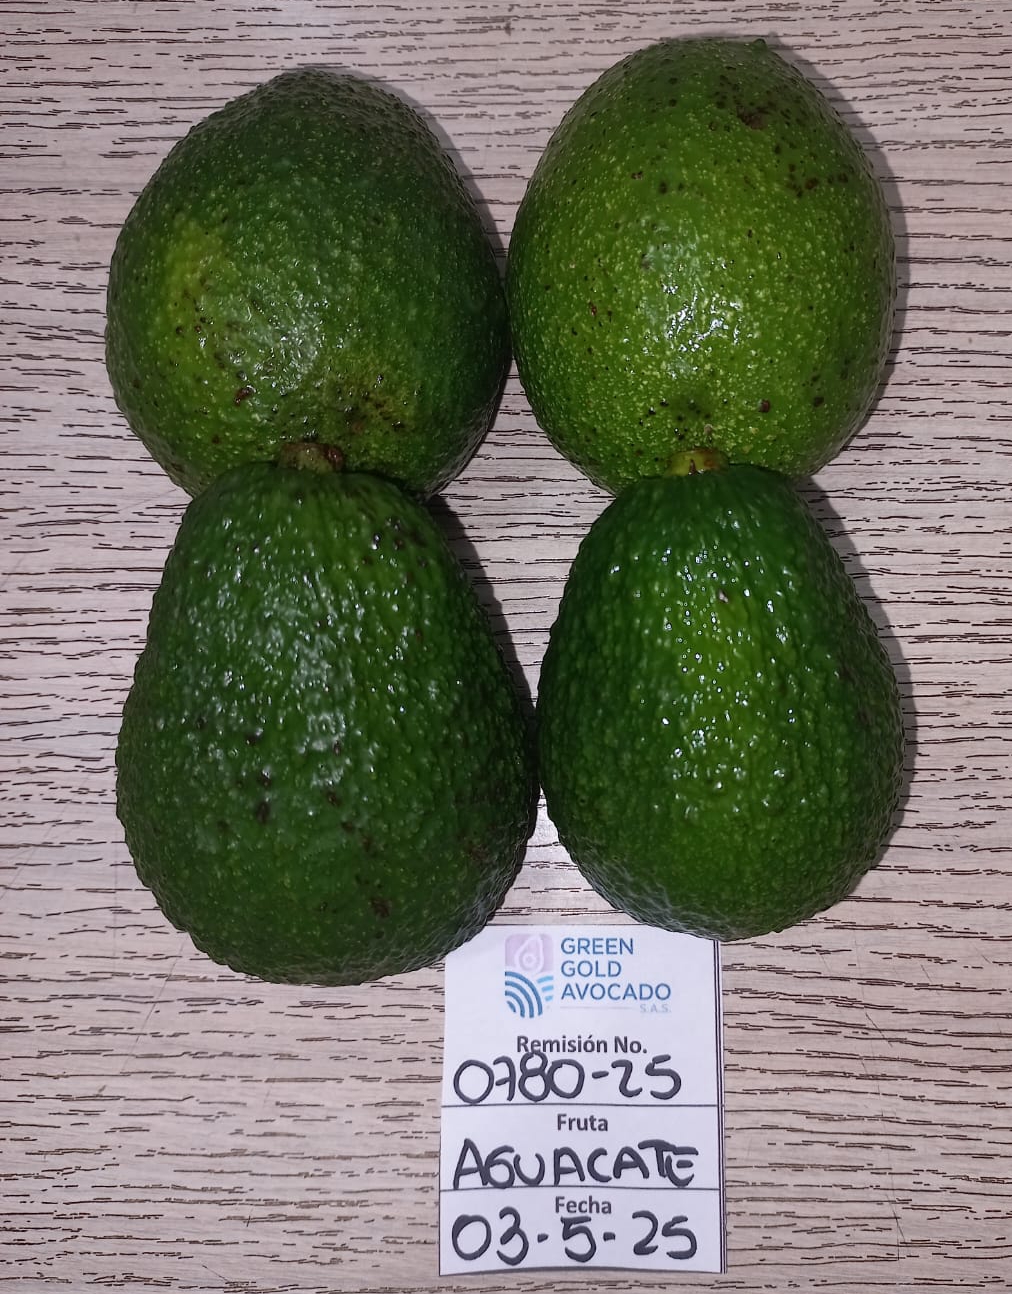 GREEN
GOLD
AVOCADO
S.A.S.
Remisión No.
0780-25
Fruta
AGUACATE
Fecha
03-5-25